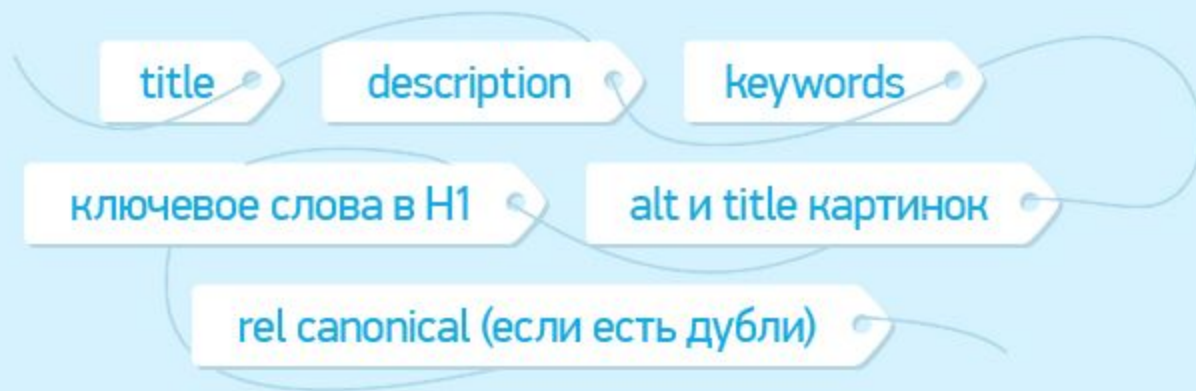 title
description
keywords
ключевое слова в H1
alt и title картинок
rel canonical (если есть дубли)